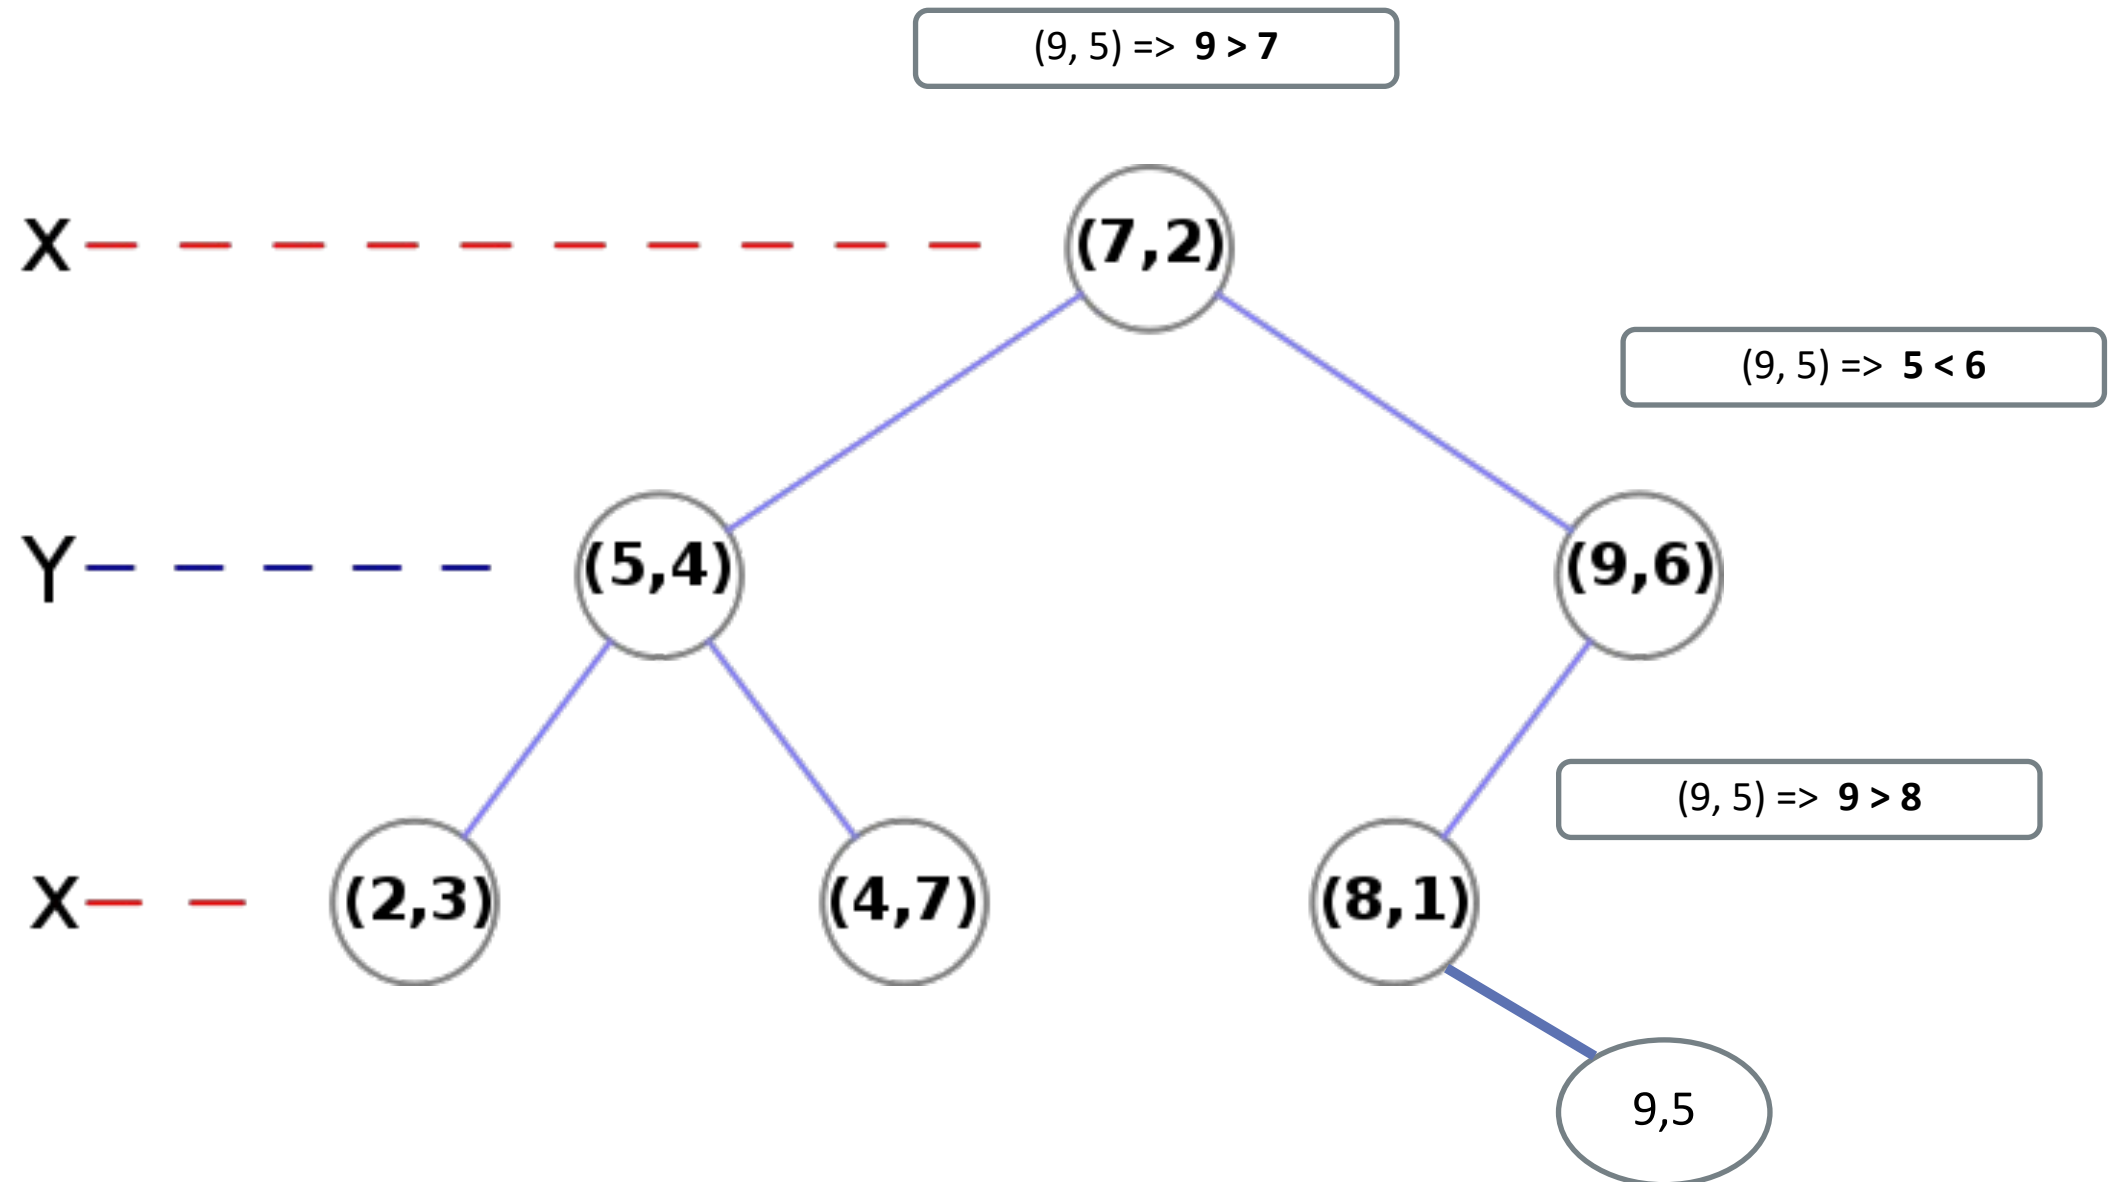 (9, 5) => 9 > 7
X
(7,2)
(9, 5) => 5 < 6
Y
(5,4)
(9,6)
(9, 5) => 9 > 8
X
(2,3)
(4,7)
(8,1)
9,5